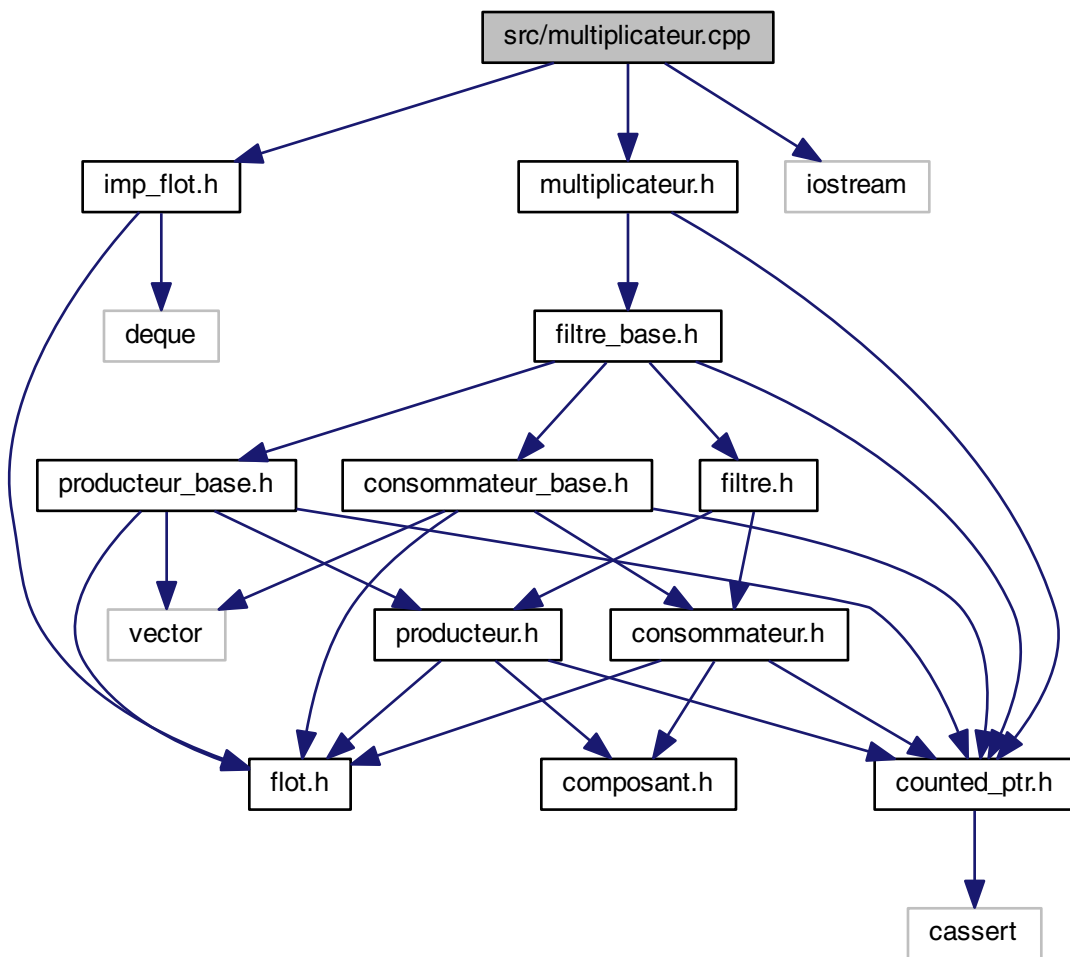 src/multiplicateur.cpp
imp_flot.h
multiplicateur.h
iostream
deque
filtre_base.h
producteur_base.h
consommateur_base.h
filtre.h
vector
producteur.h
consommateur.h
flot.h
composant.h
counted_ptr.h
cassert